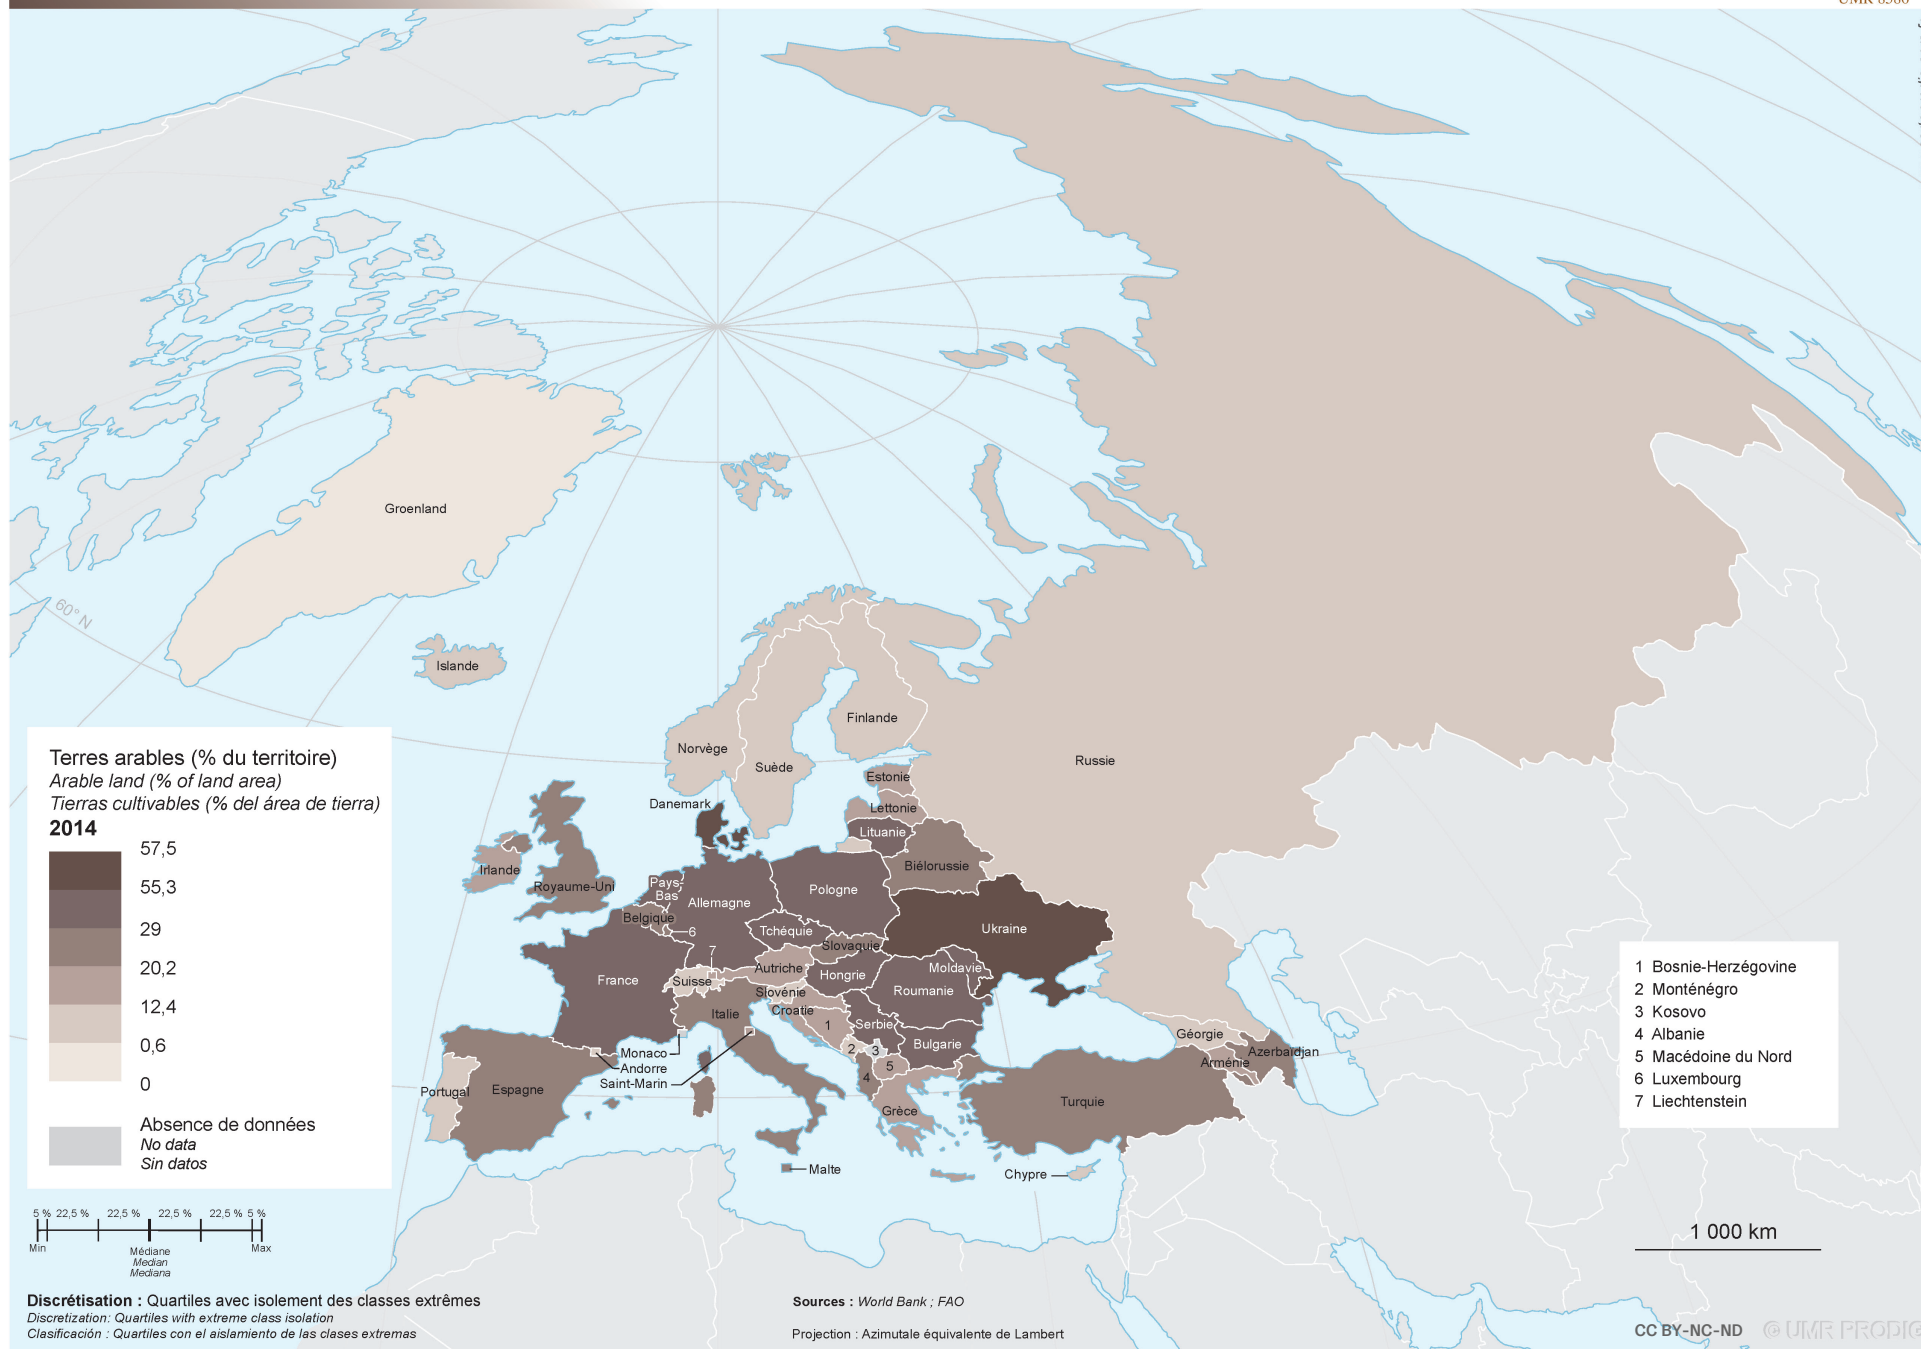 Groenland
60° N
Islande
Finlande
Norvège
Suède
Russie
Estonie
Danemark
Lettonie
Lituanie
Irlande
Biélorussie
Royaume-Uni
Pays-
Bas
Pologne
Allemagne
Belgique
6
Tchéquie
Ukraine
Slovaquie
7
Autriche
Moldavie
Hongrie
France
Suisse
Roumanie
Slovénie
Croatie
Italie
1
Serbie
Géorgie
Bulgarie
2
3
Azerbaïdjan
Monaco
Andorre
Arménie
5
4
Saint-Marin
Portugal
Espagne
Turquie
Grèce
Malte
Chypre
Terres arables (% du territoire)
Arable land (% of land area)
Tierras cultivables (% del área de tierra)
2014
57,5
55,3
29
20,2
12,4
0,6
0
Absence de données
No data
Sin datos
5 % 22,5 % 22,5 % 22,5 % 22,5 % 5 %
Min Max
Médiane
Median
Mediana
1 Bosnie-Herzégovine
2 Monténégro
3 Kosovo
4 Albanie
5 Macédoine du Nord
6 Luxembourg
7 Liechtenstein
1 000 km
Discrétisation : Quartiles avec isolement des classes extrêmes
Discretization: Quartiles with extreme class isolation
Clasificación : Quartiles con el aislamiento de las clases extremas
Sources : World Bank ; FAO
Projection : Azimutale équivalente de Lambert
CC BY-NC-ND © UMR PRODIG